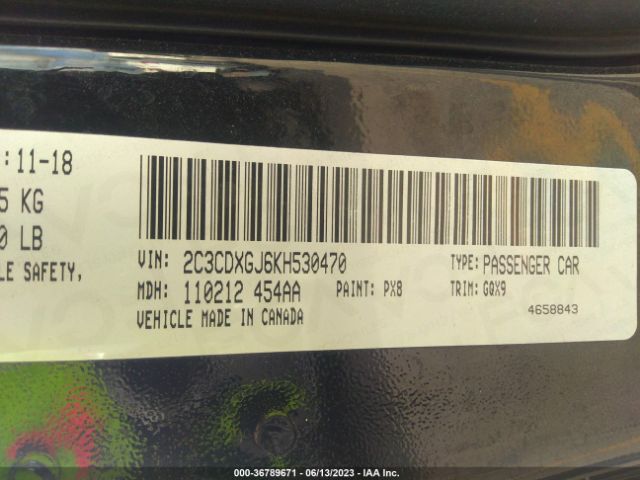 : 11-18
5 KG
0 LB
LE SAFETY,
VIN: 2C3CDXGJ6KH530470 TYPE: PASSENGER CAR
MDH: 110212 454AA PAINT: PX8 TRIM: GQX9
VEHICLE MADE IN CANADA 4658843
000-36789671 - 06/13/2023 - IAA Inc.